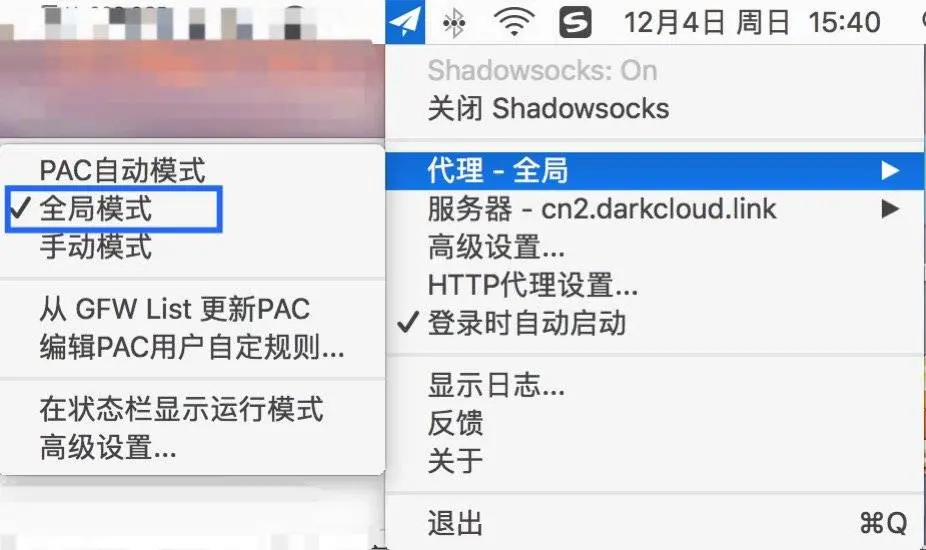 12月4日 周日 15:40
Shadowsocks: On
关闭 Shadowsocks
代理 - 全局
服务器 - cn2.darkcloud.link
高级设置...
HTTP代理设置...
登录时自动启动
显示日志...
反馈
关于
退出 ⌘Q
PAC自动模式
全局模式
手动模式
从 GFW List 更新PAC
编辑PAC用户自定规则...
在状态栏显示运行模式
高级设置...